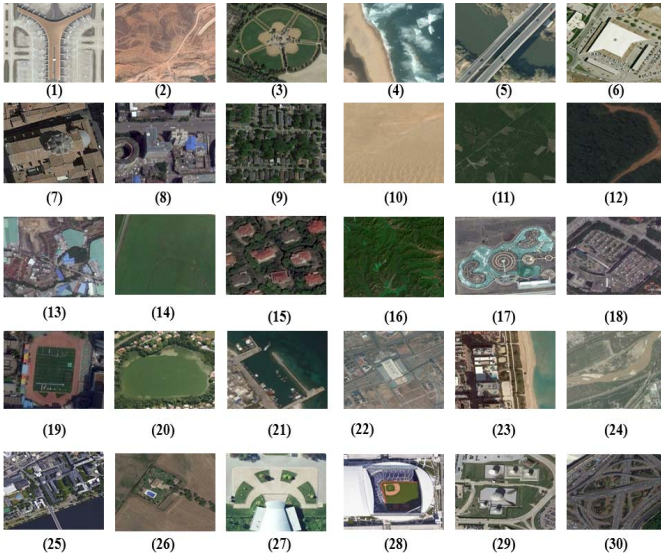 (1) (2) (3) (4) (5) (6)
(7) (8) (9) (10) (11) (12)
(13) (14) (15) (16) (17) (18)
(19) (20) (21) (22) (23) (24)
(25) (26) (27) (28) (29) (30)